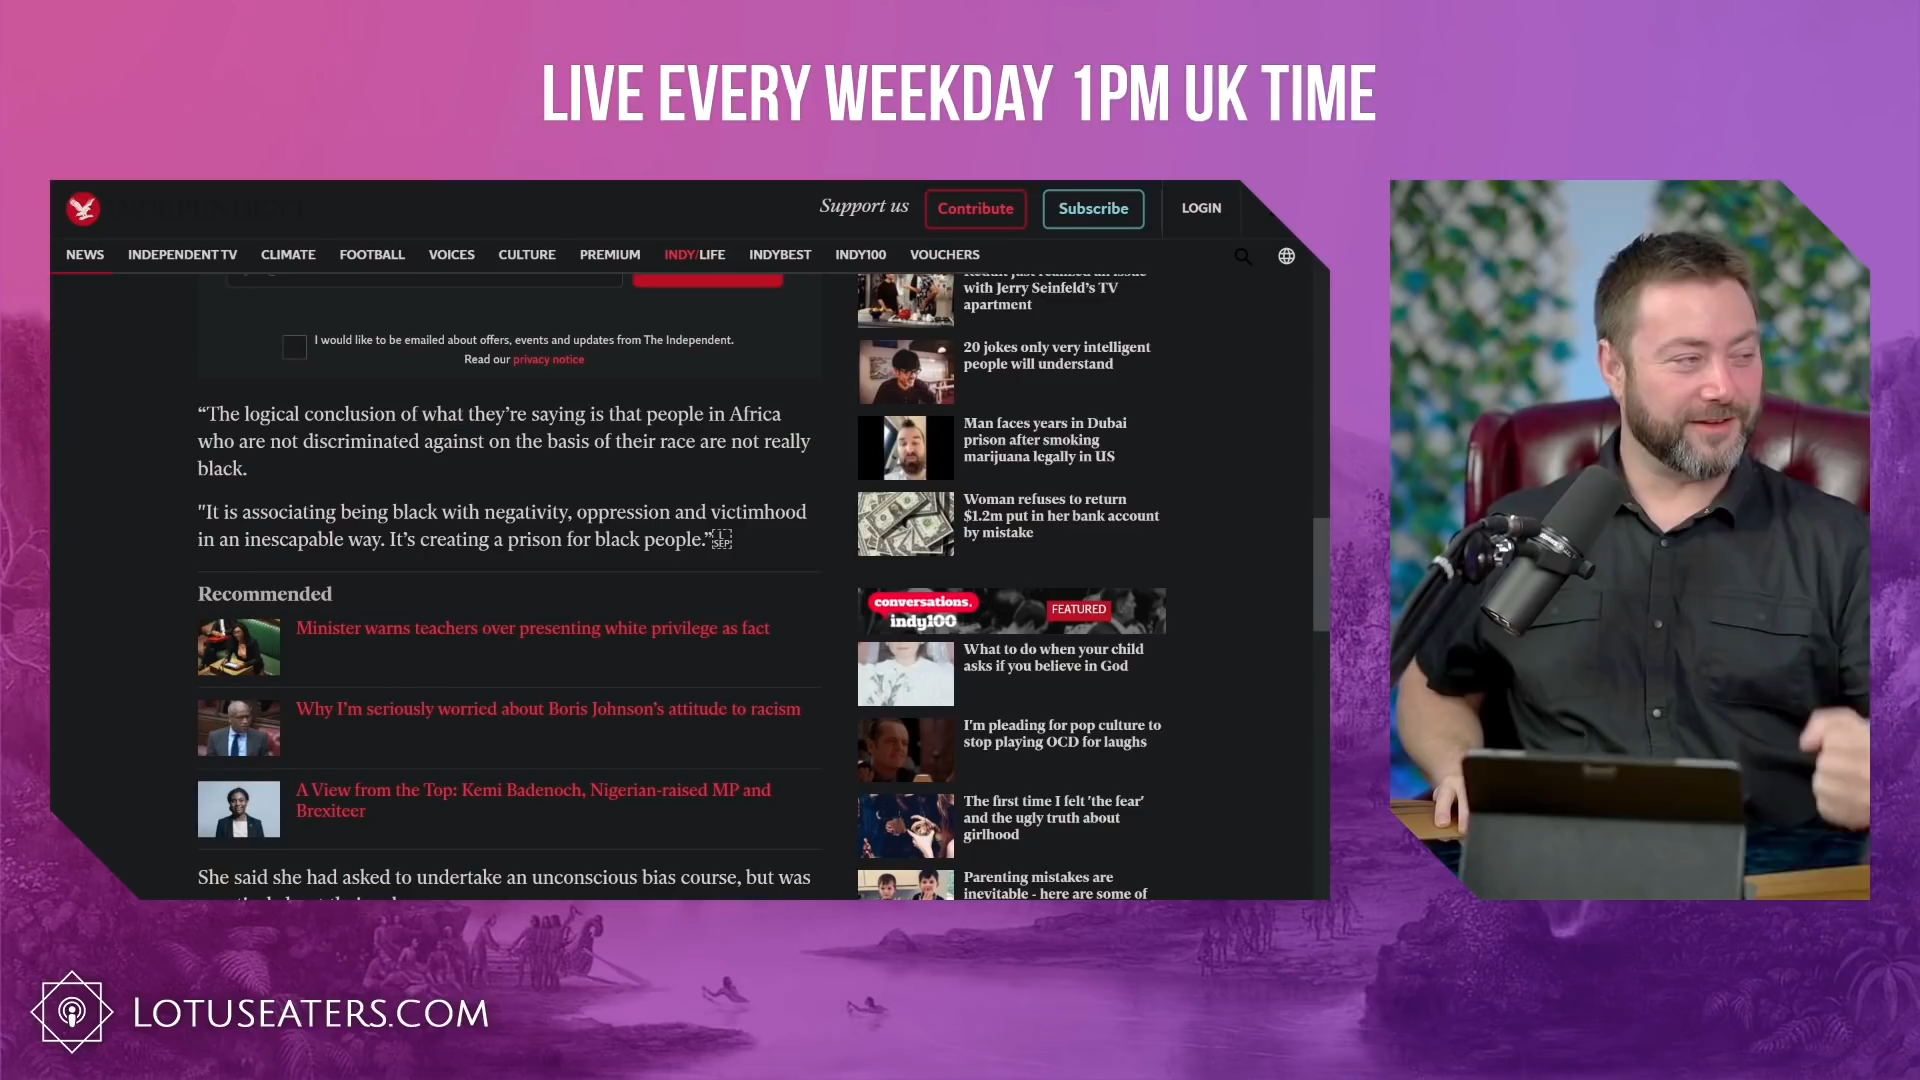 LIVE EVERY WEEKDAY 1PM UK TIME
INDEPENDENT
Support us
Contribute
Subscribe
LOGIN
NEWS INDEPENDENT TV CLIMATE FOOTBALL VOICES CULTURE PREMIUM INDY/LIFE INDYBEST INDY100 VOUCHERS
I would like to be emailed about offers, events and updates from The Independent.
Read our privacy notice
“The logical conclusion of what they’re saying is that people in Africa
who are not discriminated against on the basis of their race are not really
black.
"It is associating being black with negativity, oppression and victimhood
in an inescapable way. It’s creating a prison for black people.”
Recommended
Minister warns teachers over presenting white privilege as fact
Why I’m seriously worried about Boris Johnson’s attitude to racism
A View from the Top: Kemi Badenoch, Nigerian-raised MP and
Brexiteer
She said she had asked to undertake an unconscious bias course, but was
Reddit just realized an issue
with Jerry Seinfeld’s TV
apartment
20 jokes only very intelligent
people will understand
Man faces years in Dubai
prison after smoking
marijuana legally in US
Woman refuses to return
$1.2m put in her bank account
by mistake
conversations.
indy100
FEATURED
What to do when your child
asks if you believe in God
I'm pleading for pop culture to
stop playing OCD for laughs
The first time I felt 'the fear'
and the ugly truth about
girlhood
Parenting mistakes are
inevitable - here are some of
LOTUSEATERS.COM